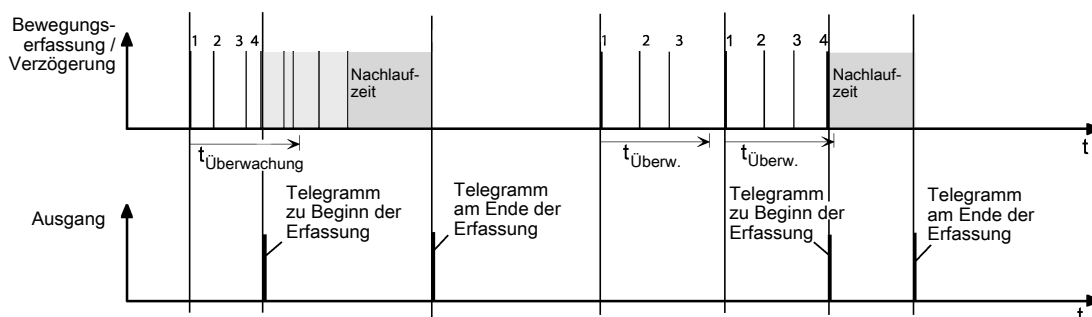 Bewegungs-
erfassung /
Verzögerung
1 2 3 4
Nachlauf-
zeit
1 2 3
1 2 3 4
Nachlauf-
zeit
t
tÜberwachung
tÜberw.
tÜberw.
Ausgang
Telegramm
zu Beginn der
Erfassung
Telegramm
am Ende der
Erfassung
Telegramm
zu Beginn der
Erfassung
Telegramm
am Ende der
Erfassung
t